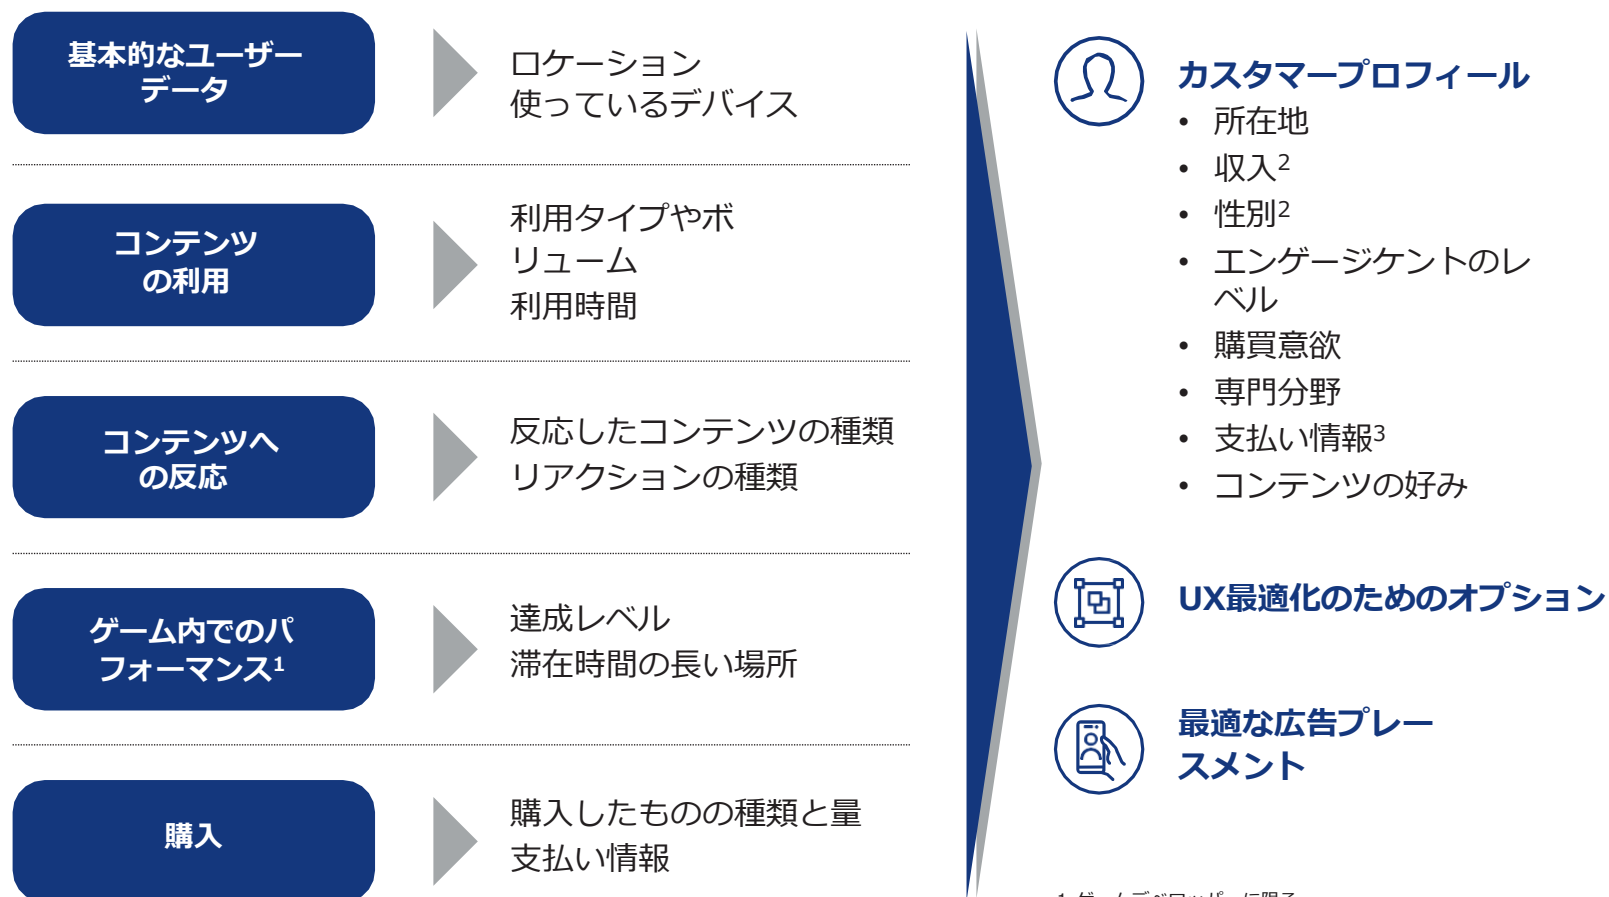 基本的なユーザー
データ
ロケーション
使っているデバイス
コンテンツ
の利用
利用タイプやボ
リューム
利用時間
コンテンツへ
の反応
反応したコンテンツの種類
リアクションの種類
ゲーム内でのパ
フォーマンス1
達成レベル
滞在時間の長い場所
購入
購入したものの種類と量
支払い情報
カスタマープロフィール
• 所在地
• 収入2
• 性別2
• エンゲージケントのレ
ベル
• 購買意欲
• 専門分野
• 支払い情報3
• コンテンツの好み
UX最適化のためのオプション
最適な広告プレー
スメント